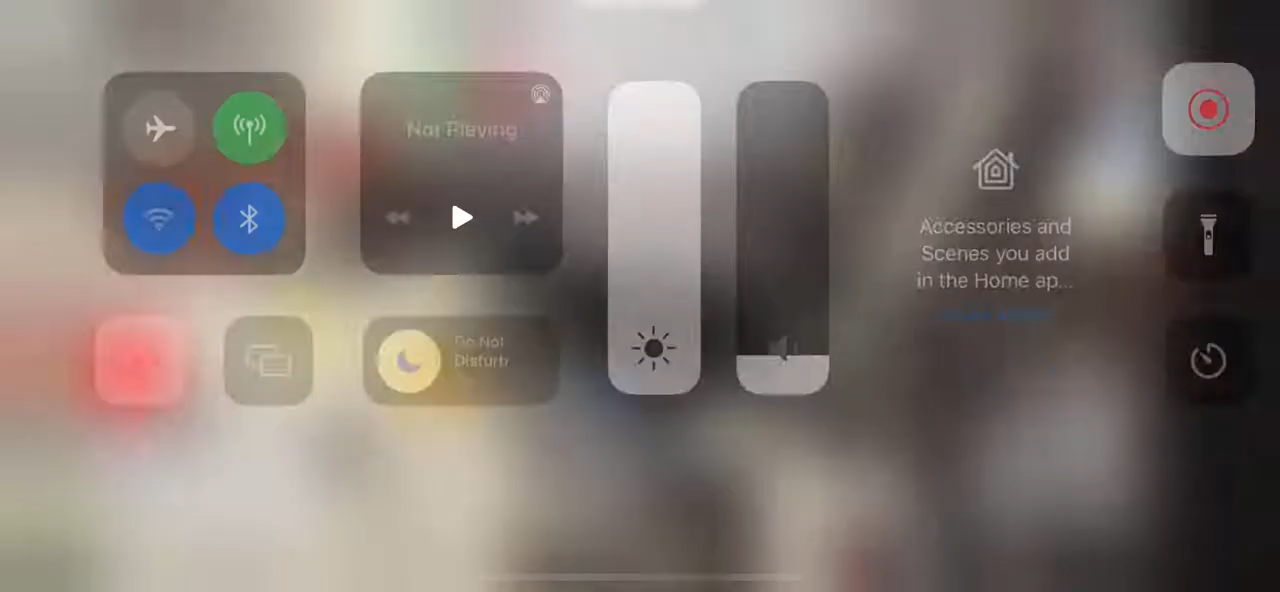 Not Playing
Do Not
Disturb
Accessories and
Scenes you add
in the Home ap...